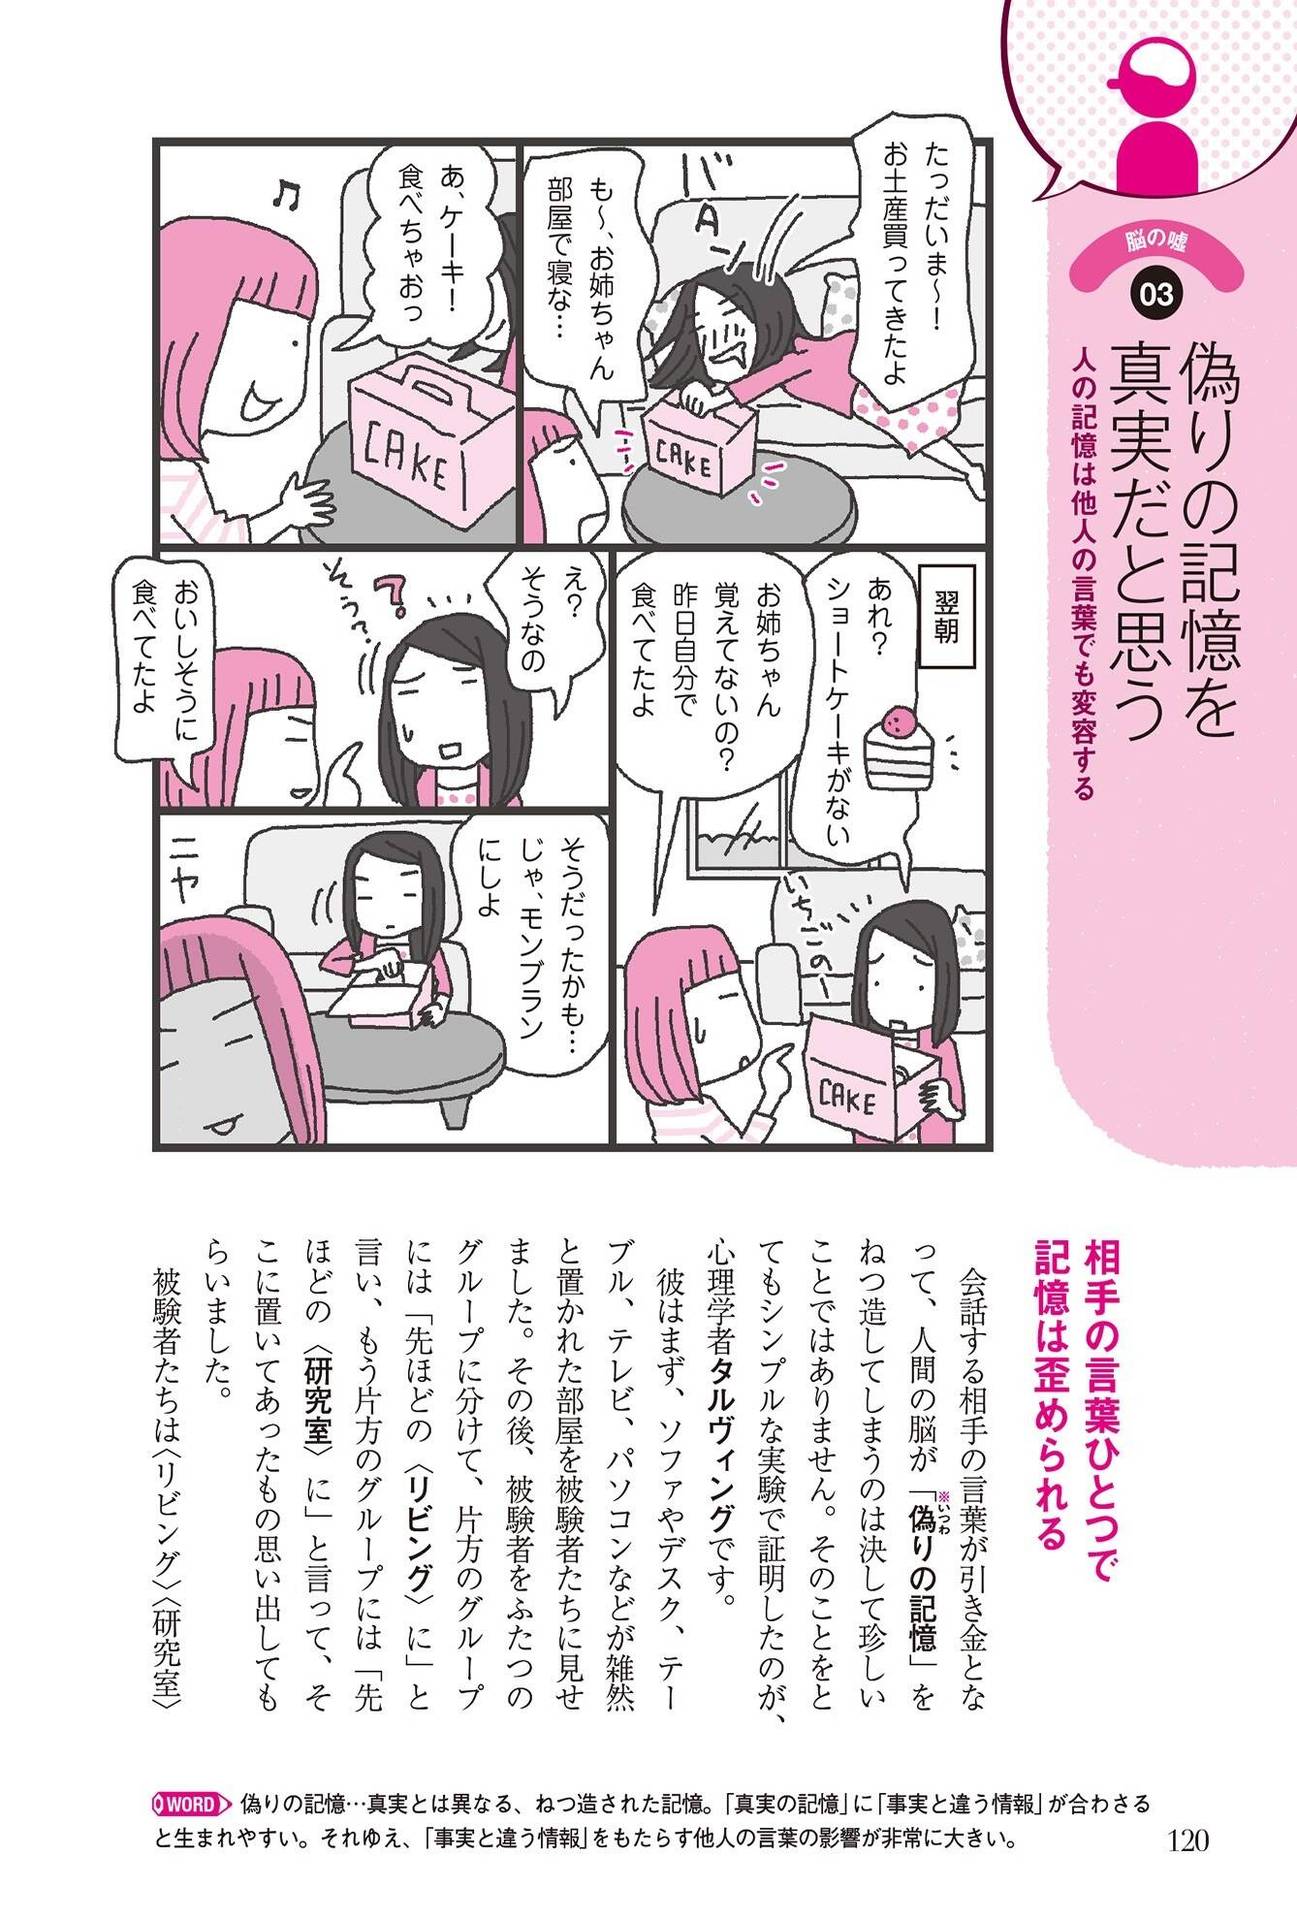 脳の嘘
03
偽りの記憶を
真実だと思う
人の記憶は他人の言葉でも変容する
たっだいま～！
お土産買ってきたよ
バAン
も～、お姉ちゃん
部屋で寝な…
CAKE
あ、ケーキ！
食べちゃおっ
♪
CAKE
翌朝
あれ？
ショートケーキがない
いちごのー
お姉ちゃん
覚えてないの？
昨日自分で
食べてたよ
CAKE
え？
そうなの
?
そう？？
おいしそうに
食べてたよ
そうだったかも…
じゃ、モンブラン
にしよ
ニヤ
相手の言葉ひとつで
記憶は歪められる
会話する相手の言葉が引き金とな
って、人間の脳が「※偽りの記憶」を
いつわ
ねつ造してしまうのは決して珍しい
ことではありません。そのことをと
てもシンプルな実験で証明したのが、
心理学者タルヴィングです。
彼はまず、ソファやデスク、テー
ブル、テレビ、パソコンなどが雑然
と置かれた部屋を被験者たちに見せ
ました。その後、被験者をふたつの
グループに分けて、片方のグループ
には「先ほどの〈リビング〉に」と
言い、もう片方のグループには「先
ほどの〈研究室〉に」と言って、そ
こに置いてあったもの思い出しても
らいました。
被験者たちは〈リビング〉〈研究室〉
WORD 偽りの記憶…真実とは異なる、ねつ造された記憶。「真実の記憶」に「事実と違う情報」が合わさる
と生まれやすい。それゆえ、「事実と違う情報」をもたらす他人の言葉の影響が非常に大きい。
120